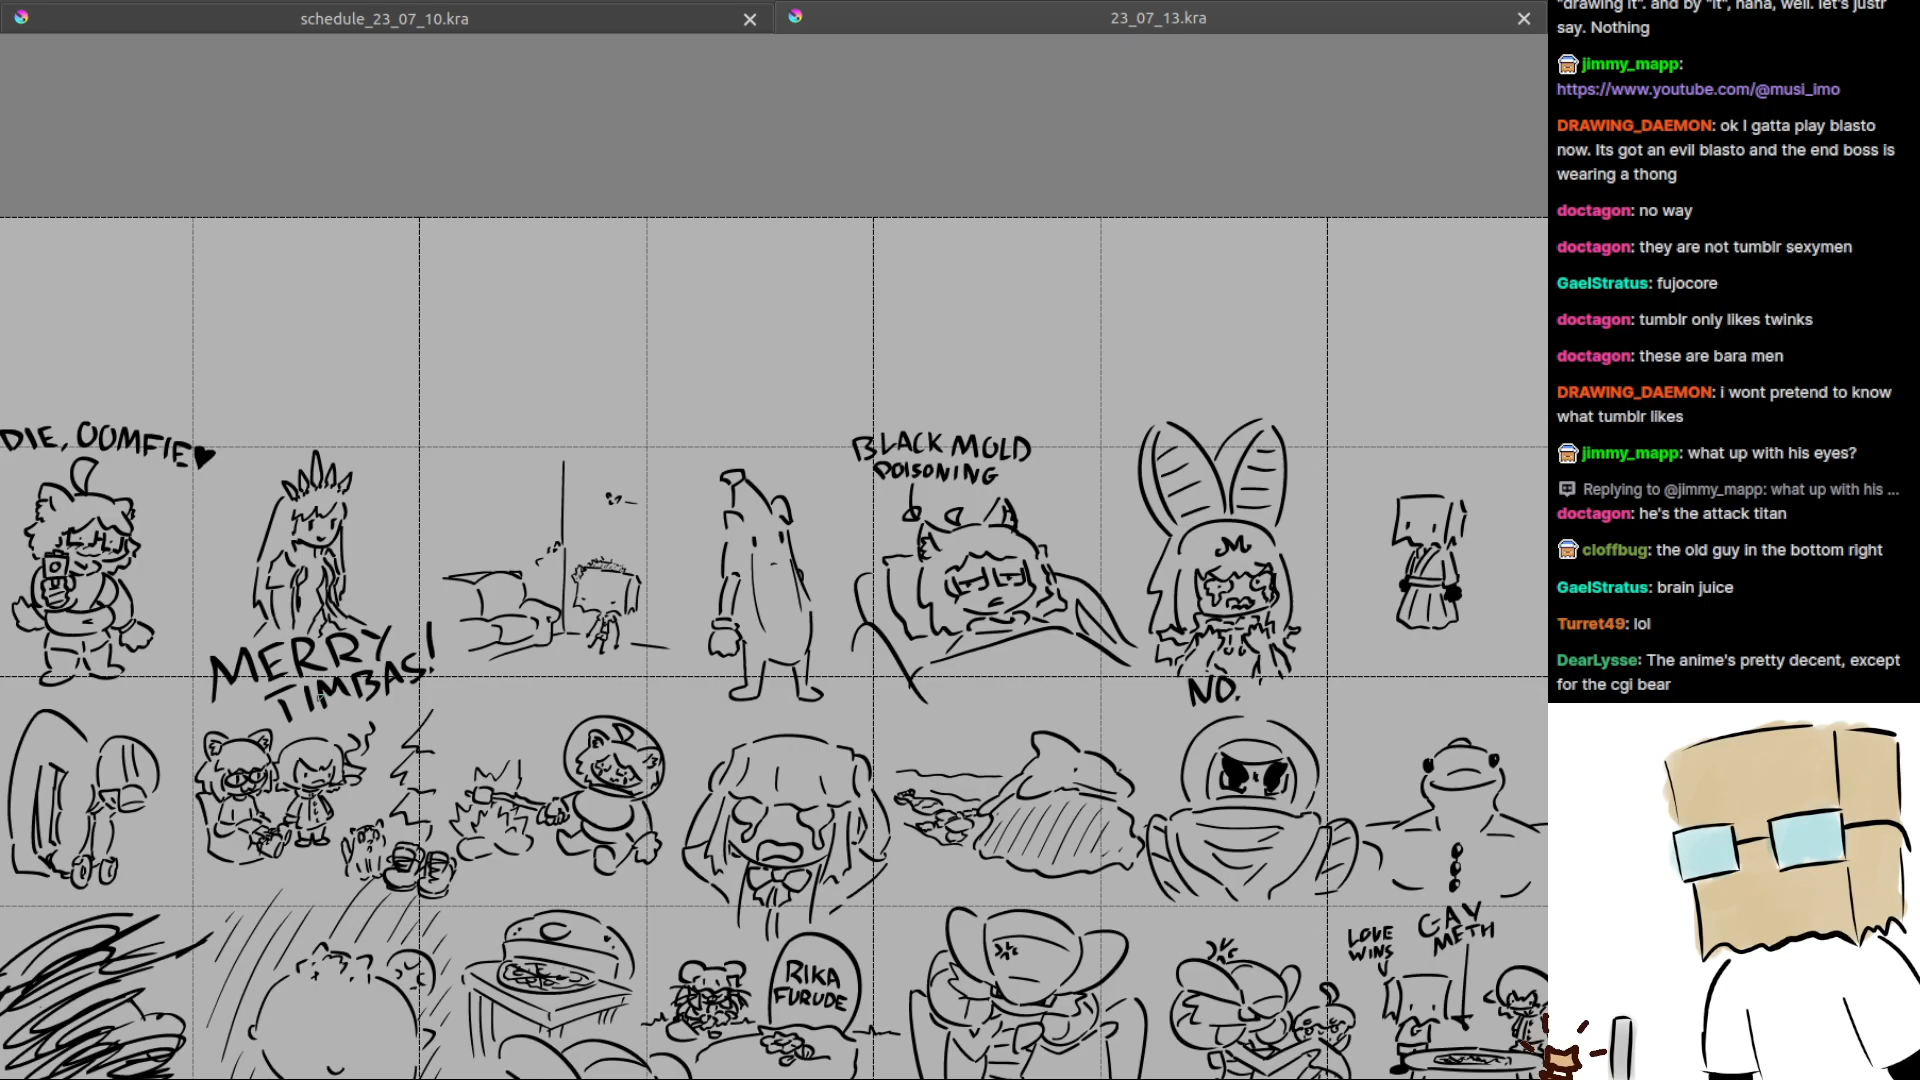 schedule_23_07_10.kra
23_07_13.kra
"drawing it". and by "it", haha, well. let's justr
say. Nothing
jimmy_mapp:
https://www.youtube.com/@musi_imo
DRAWING_DAEMON: ok I gatta play blasto
now. Its got an evil blasto and the end boss is
wearing a thong
doctagon: no way
doctagon: they are not tumblr sexymen
GaelStratus: fujocore
doctagon: tumblr only likes twinks
doctagon: these are bara men
DRAWING_DAEMON: i wont pretend to know
what tumblr likes
jimmy_mapp: what up with his eyes?
Replying to @jimmy_mapp: what up with his ...
doctagon: he's the attack titan
cloffbug: the old guy in the bottom right
GaelStratus: brain juice
Turret49: lol
DearLysse: The anime's pretty decent, except
for the cgi bear
DIE, OOMFIE♥
MERRY
TIMBAS!
BLACK MOLD
POISONING
M
NO.
RIKA
FURUDE
LOVE
WINS
GAY
METH